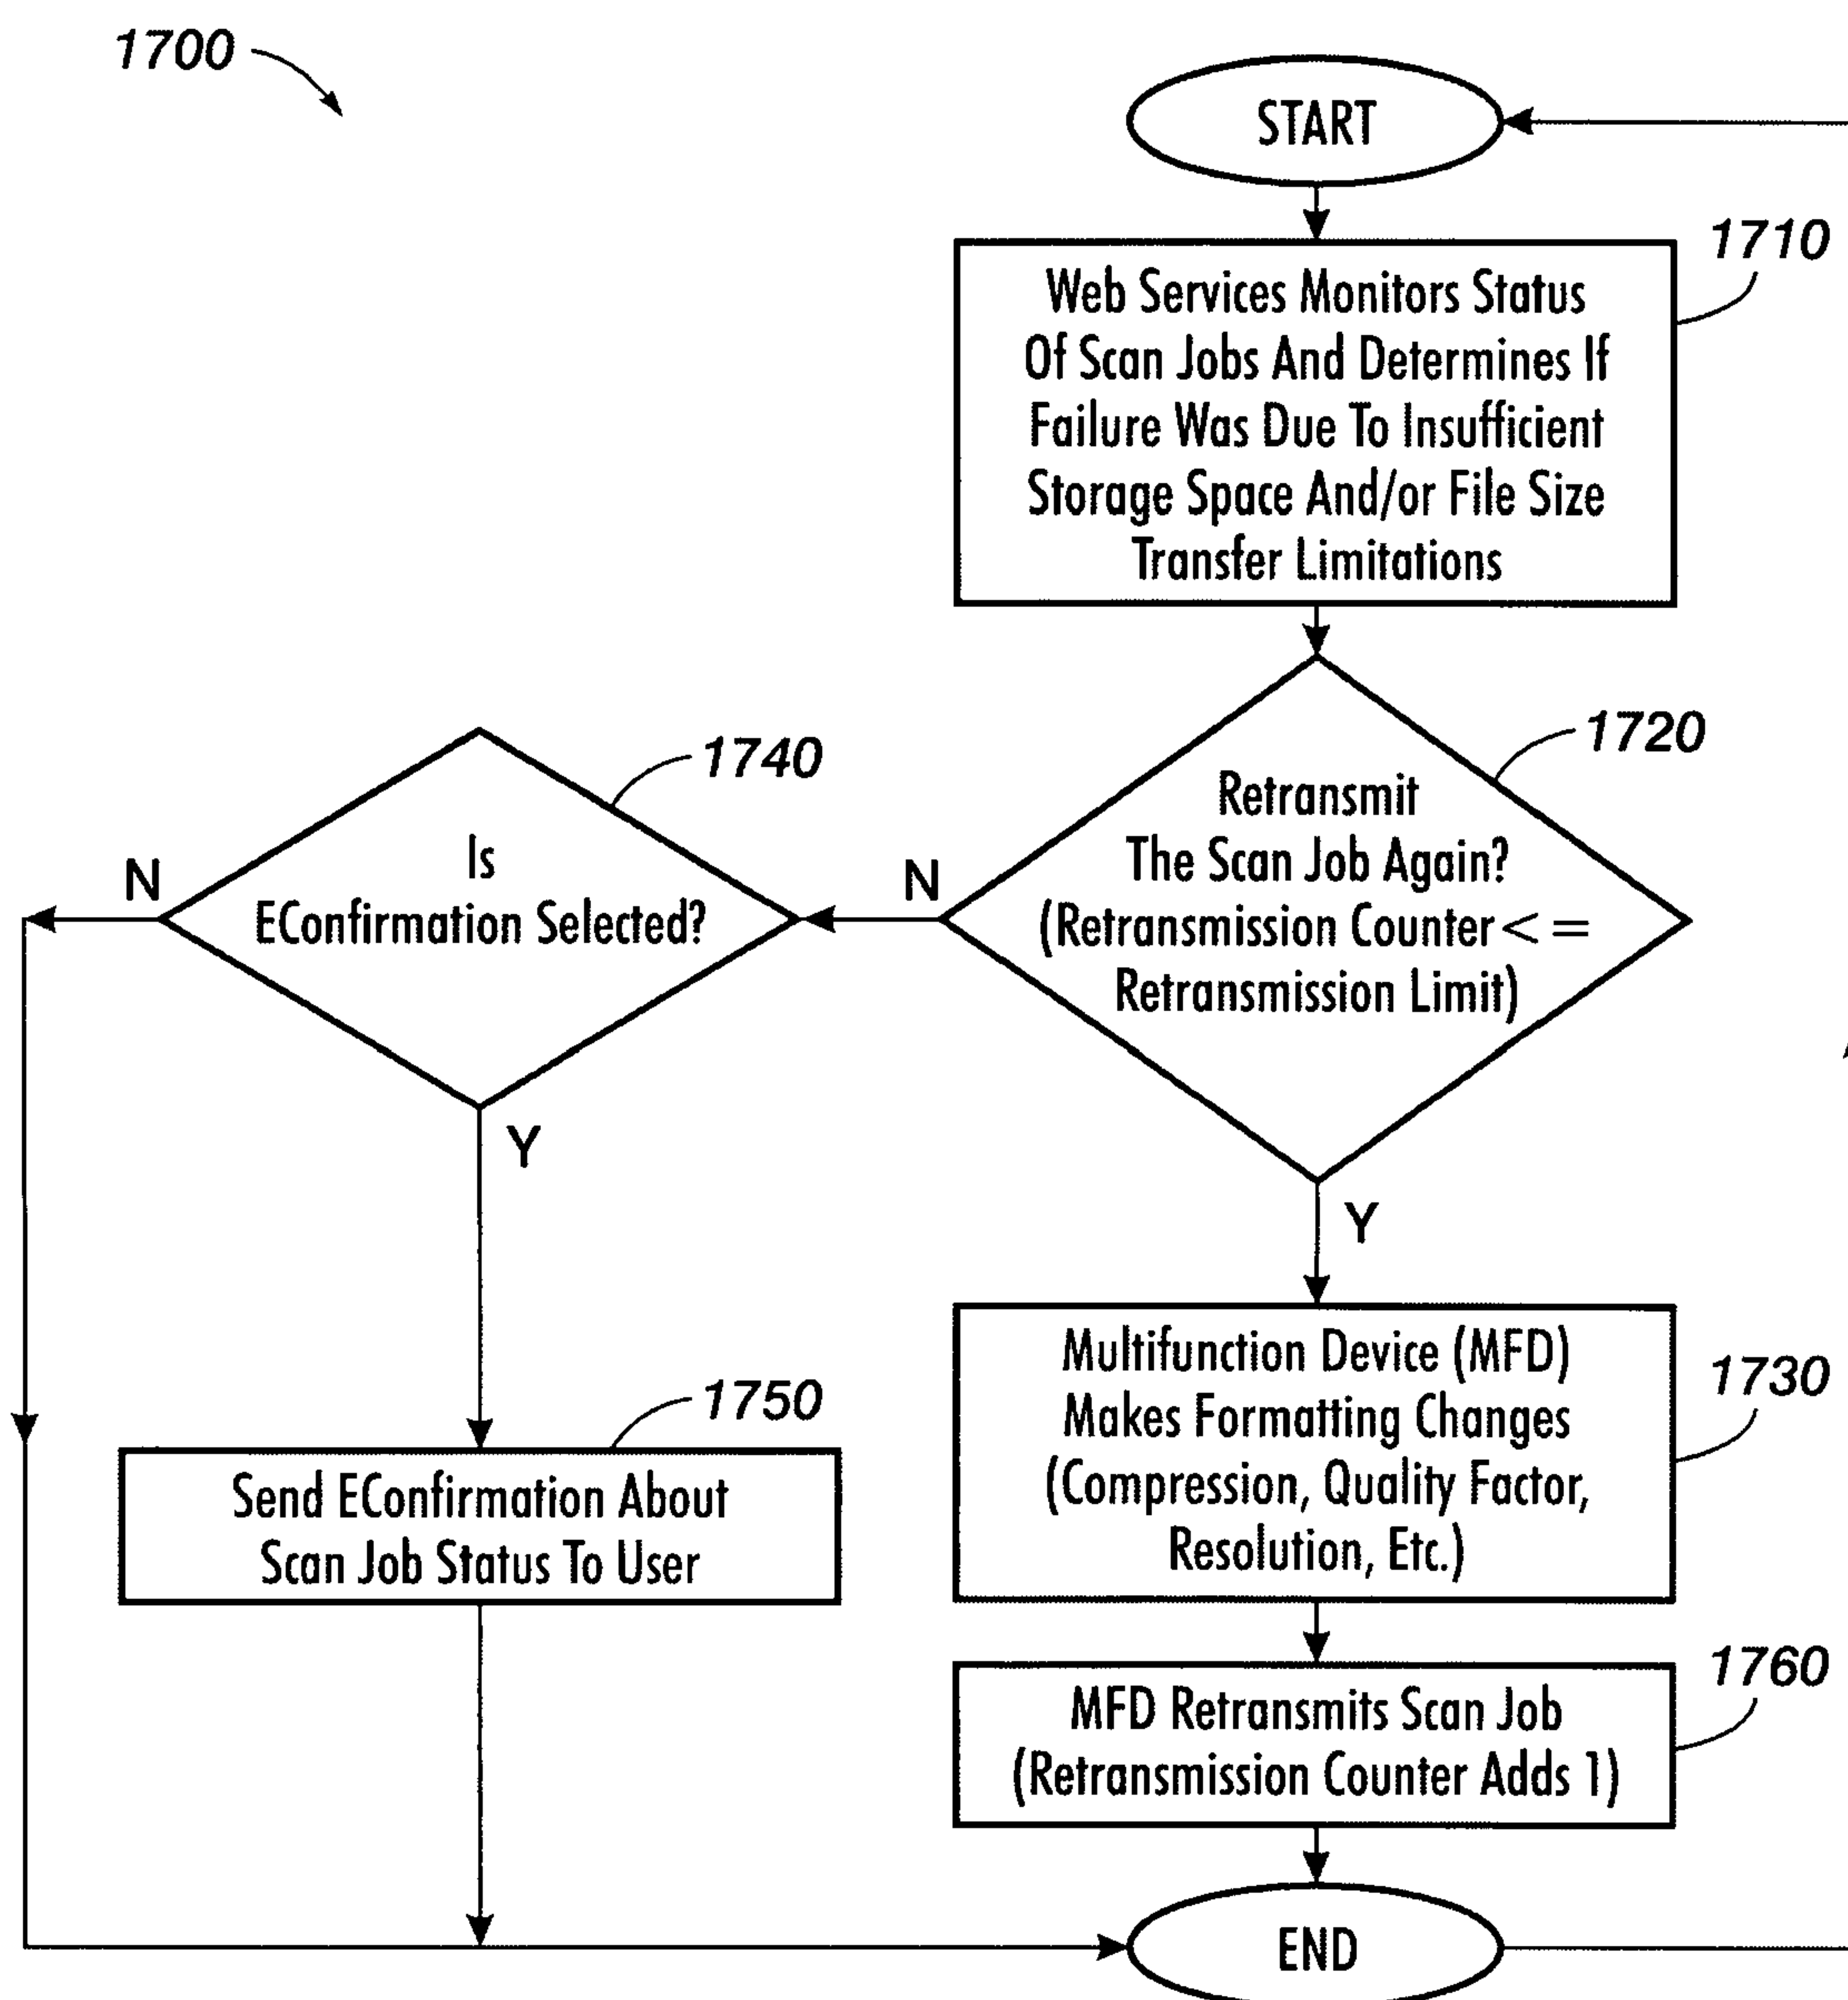 1700
START
1710
Web Services Monitors Status
Of Scan Jobs And Determines If
Failure Was Due To Insufficient
Storage Space And/or File Size
Transfer Limitations
1720
Retransmit
The Scan Job Again?
(Retransmission Counter < =
Retransmission Limit)
N
Y
1740
Is
EConfirmation Selected?
N
Y
1750
Send EConfirmation About
Scan Job Status To User
1730
Multifunction Device (MFD)
Makes Formatting Changes
(Compression, Quality Factor,
Resolution, Etc.)
1760
MFD Retransmits Scan Job
(Retransmission Counter Adds 1)
END